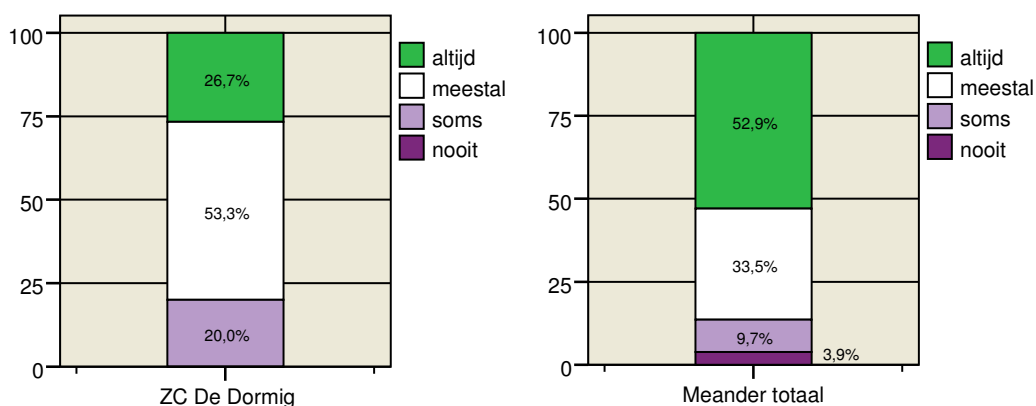 100
75
50
25
0
26,7%
53,3%
20,0%
altijd
meestal
soms
nooit
ZC De Dormig
100
75
50
25
0
52,9%
33,5%
9,7%
3,9%
altijd
meestal
soms
nooit
Meander totaal